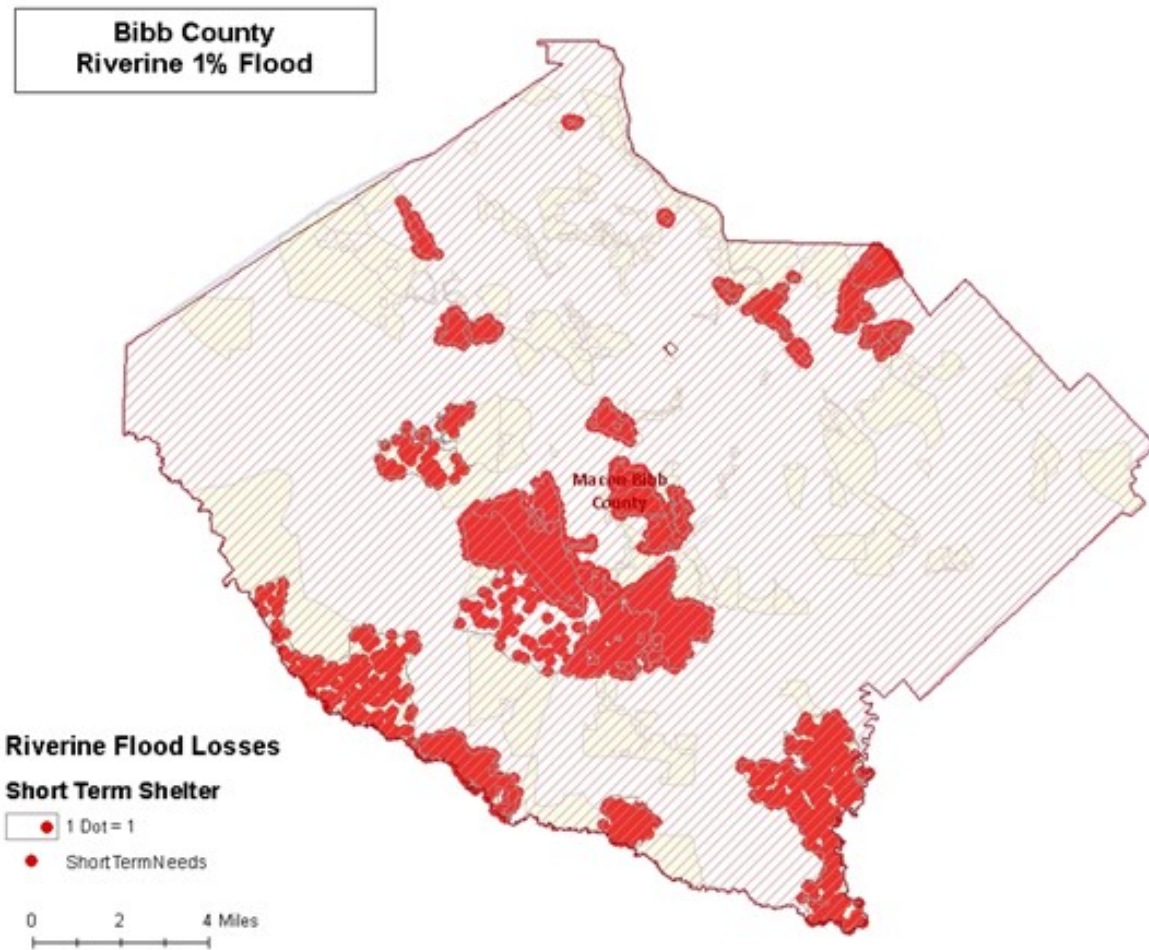 Bibb County
Riverine 1% Flood
Macon-Bibb
County
Riverine Flood Losses
Short Term Shelter
1 Dot = 1
ShortTermNeeds
0 2 4 Miles